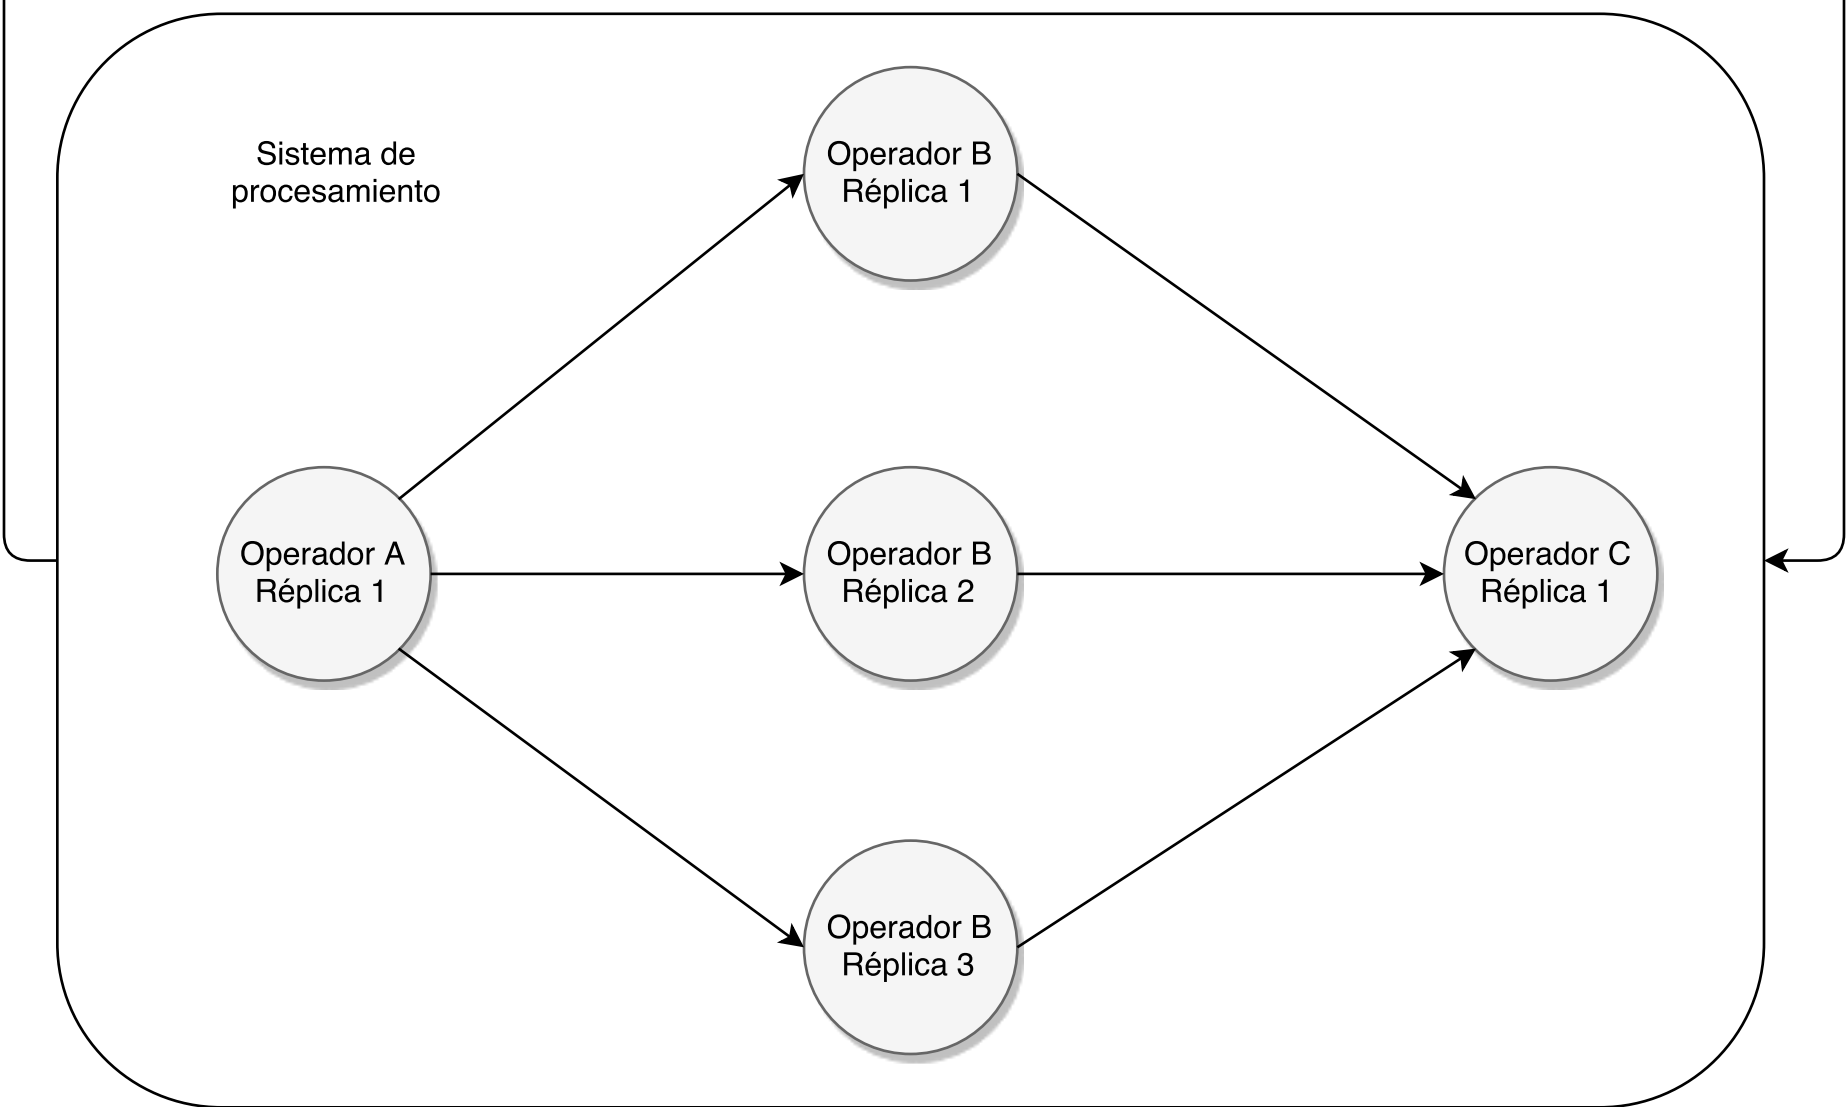 Sistema de
procesamiento
Operador B
Réplica 1
Operador A
Réplica 1
Operador B
Réplica 2
Operador C
Réplica 1
Operador B
Réplica 3